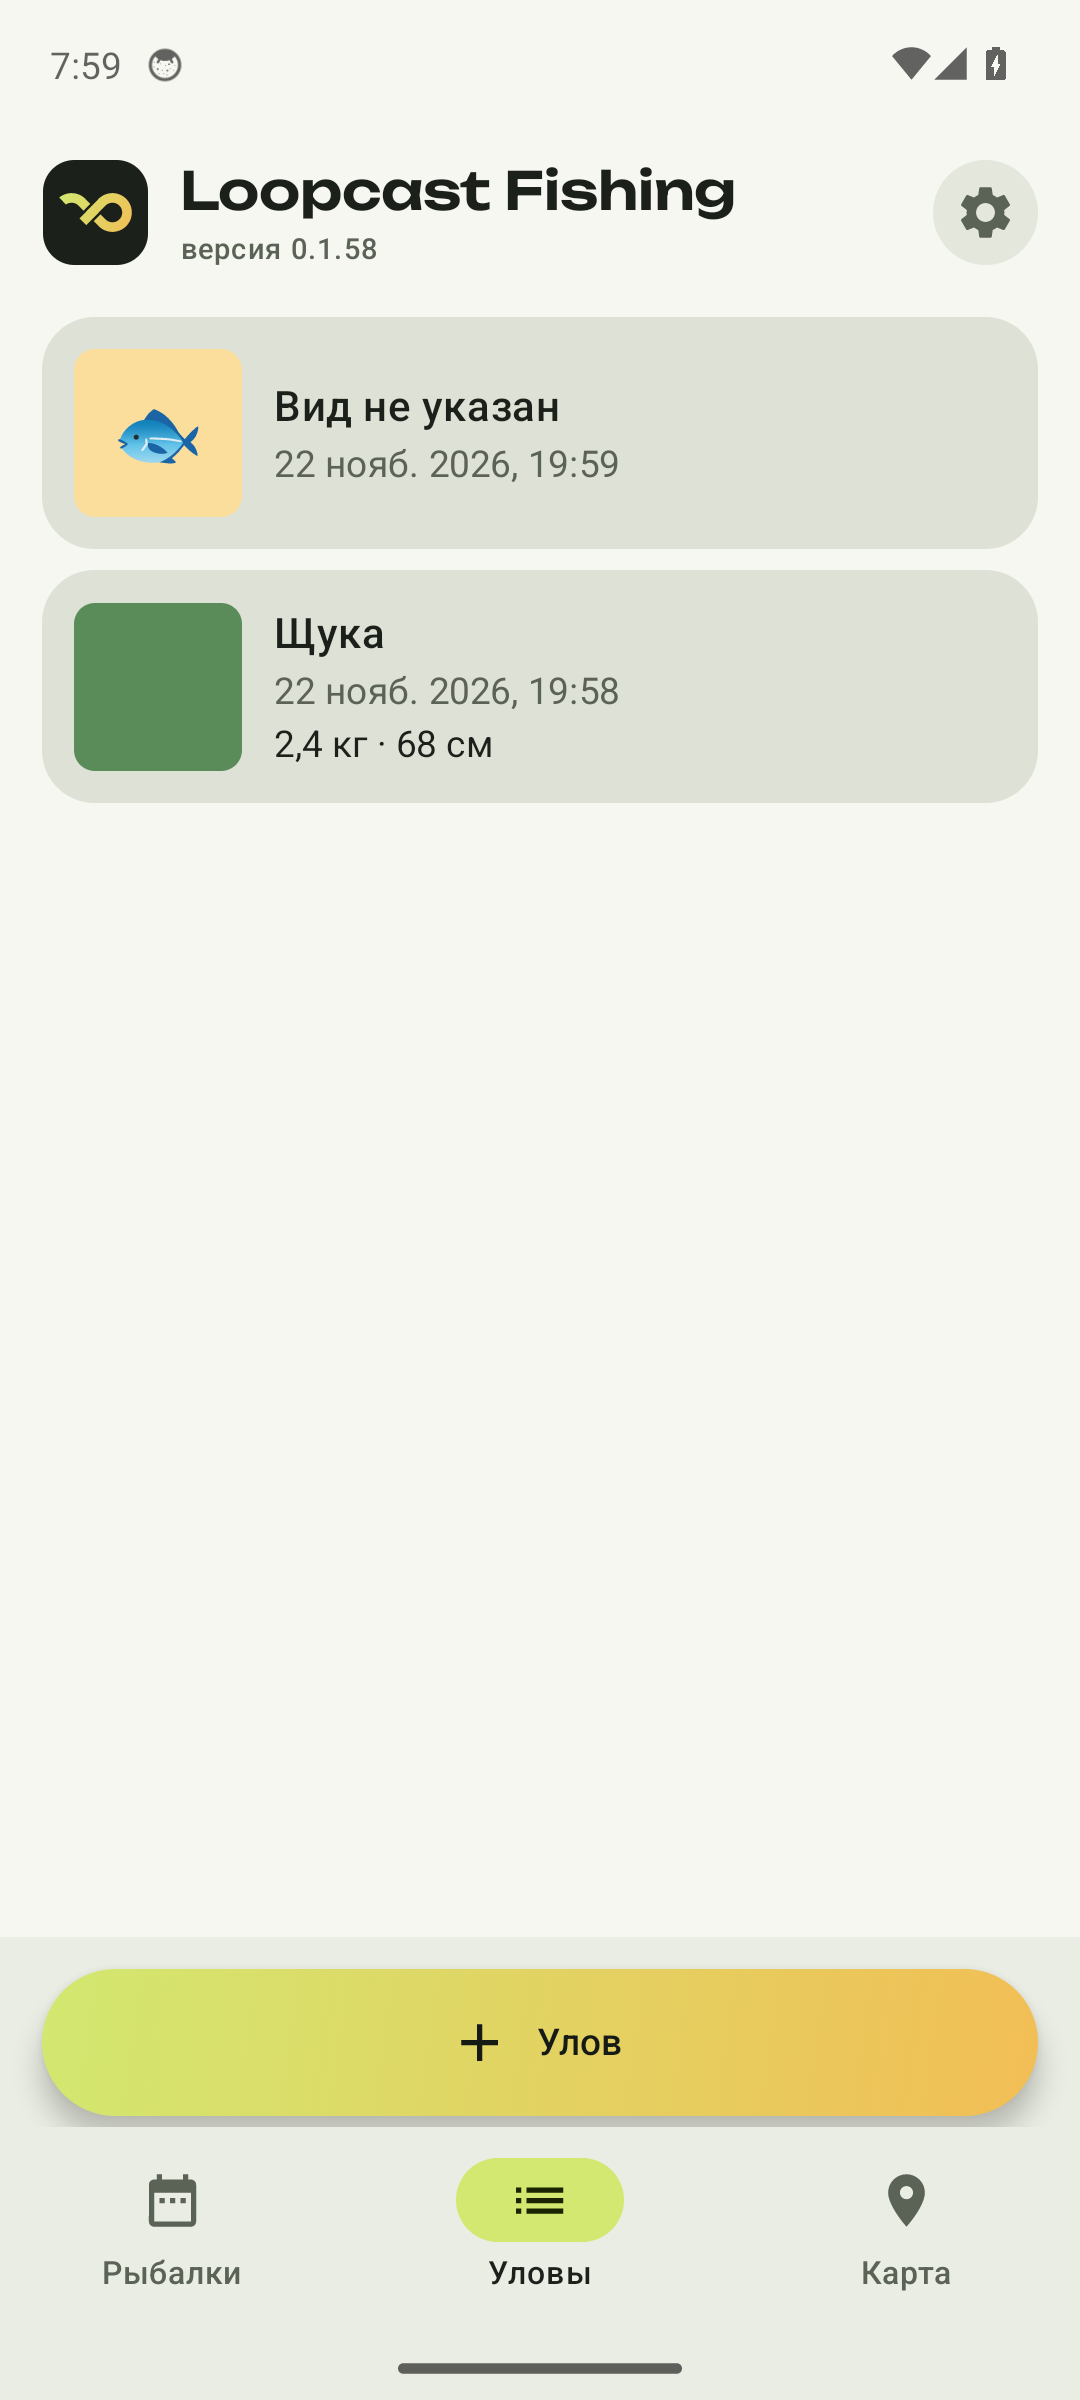 7:59
Loopcast Fishing
версия 0.1.58
Вид не указан
22 нояб. 2026, 19:59
Щука
22 нояб. 2026, 19:58
2,4 кг · 68 см
+ Улов
Рыбалки
Уловы
Карта